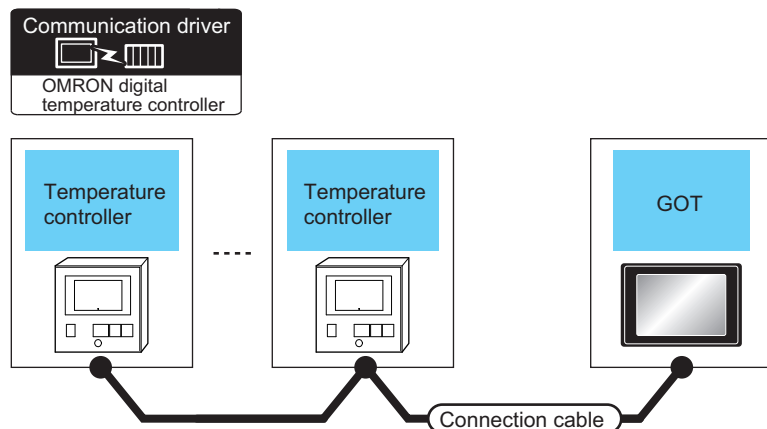 Communication driver
OMRON digital
temperature controller
Temperature
controller
Temperature
controller
GOT
Connection cable